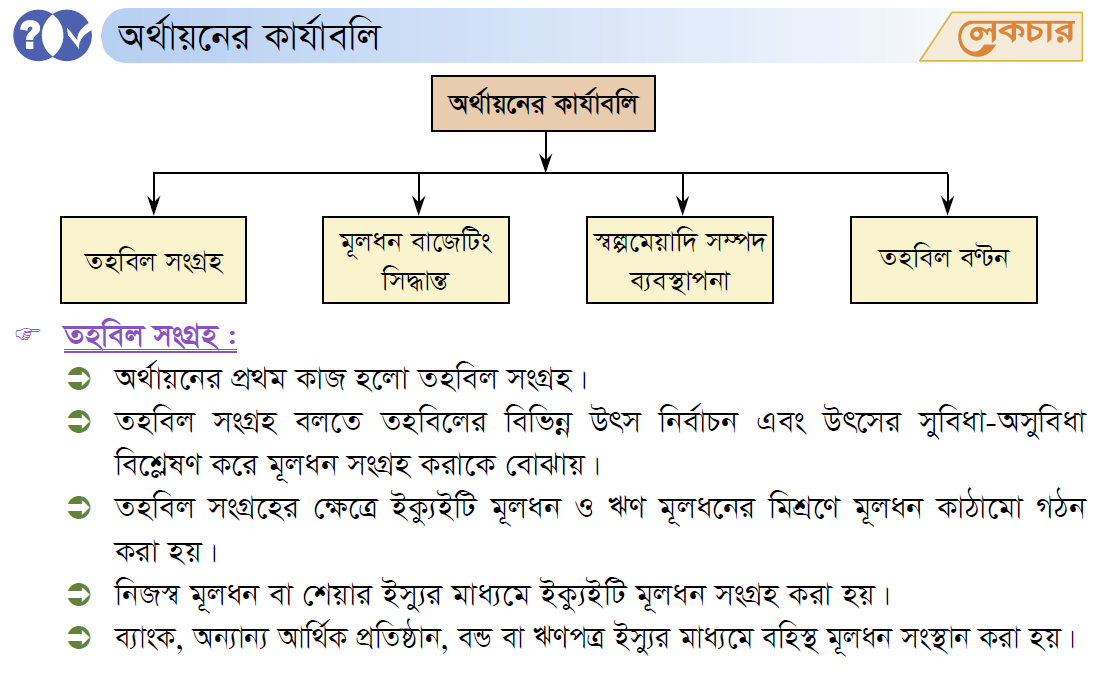 অর্থায়নের কার্যাবলি
লেকচার
অর্থায়নের কার্যাবলি
তহবিল সংগ্রহ
মূলধন বাজেটিং
সিদ্ধান্ত
স্বল্পমেয়াদি সম্পদ
ব্যবস্থাপনা
তহবিল বণ্টন
তহবিল সংগ্রহ :
অর্থায়নের প্রথম কাজ হলো তহবিল সংগ্রহ।
তহবিল সংগ্রহ বলতে তহবিলের বিভিন্ন উৎস নির্বাচন এবং উৎসের সুবিধা-অসুবিধা
বিশ্লেষণ করে মূলধন সংগ্রহ করাকে বোঝায়।
তহবিল সংগ্রহের ক্ষেত্রে ইক্যুইটি মূলধন ও ঋণ মূলধনের মিশ্রণে মূলধন কাঠামো গঠন
করা হয়।
নিজস্ব মূলধন বা শেয়ার ইস্যুর মাধ্যমে ইক্যুইটি মূলধন সংগ্রহ করা হয়।
ব্যাংক, অন্যান্য আর্থিক প্রতিষ্ঠান, বন্ড বা ঋণপত্র ইস্যুর মাধ্যমে বহিস্থ মূলধন সংস্থান করা হয়।